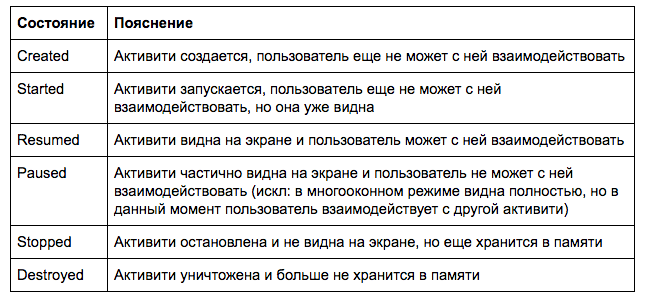 Состояние Пояснение
Created Активити создается, пользователь еще не может с ней взаимодействовать
Started Активити запускается, пользователь еще не может с ней
взаимодействовать, но она уже видна
Resumed Активити видна на экране и пользователь может с ней взаимодействовать
Paused Активити частично видна на экране и пользователь не может с ней
взаимодействовать (искл: в многооконном режиме видна полностью, но в
данный момент пользователь взаимодействует с другой активити)
Stopped Активити остановлена и не видна на экране, но еще хранится в памяти
Destroyed Активити уничтожена и больше не хранится в памяти